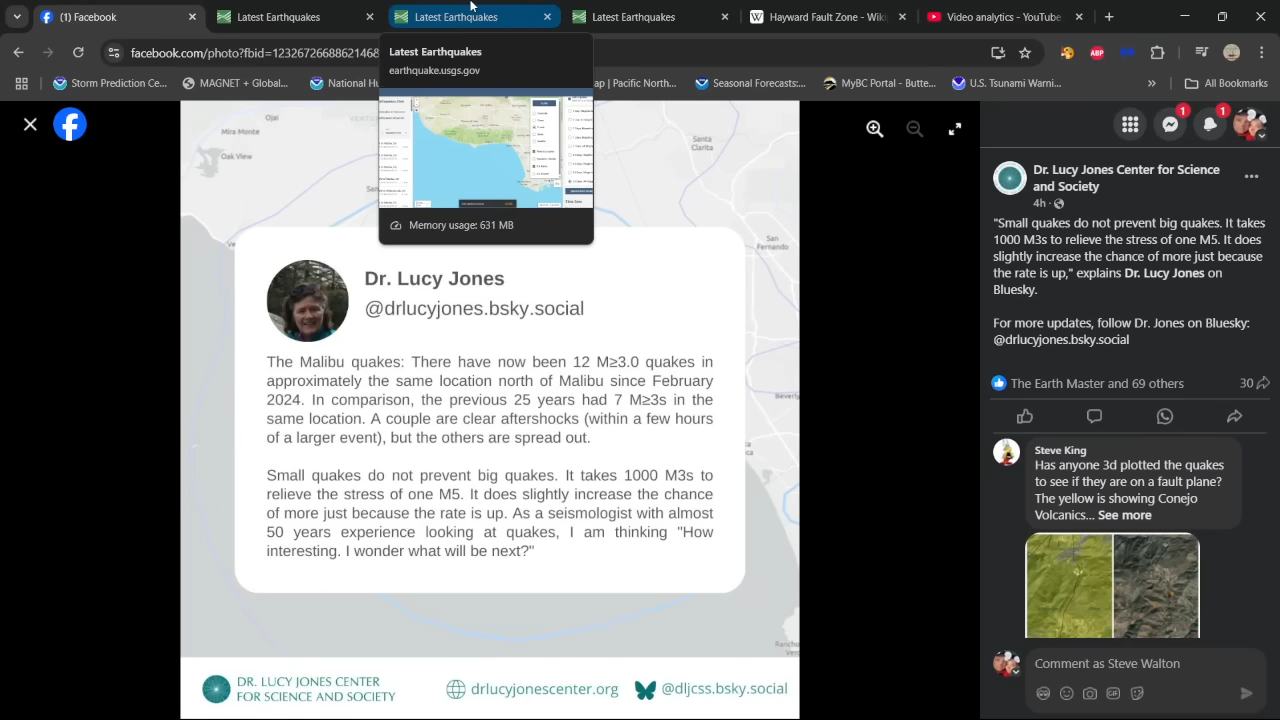 (1) Facebook
Latest Earthquakes
Latest Earthquakes
Latest Earthquakes
Hayward Fault Zone - Wiki
Video analytics - YouTube
facebook.com/photo?fbid=12326726688621468
ABP
Storm Prediction Ce...
MAGNET + Global...
National Hu
ap | Pacific North...
Seasonal Forecasts:...
MyBC Portal - Butte...
U.S. Tsunami Warni...
All Bookmarks
Latest Earthquakes
earthquake.usgs.gov
Memory usage: 631 MB
Ojai
Mira Monte
Oak View
Santa
Clarita
San
Fernando
Beverly
Dr. Lucy Jones
@drlucyjones.bsky.social
The Malibu quakes: There have now been 12 M≥3.0 quakes in
approximately the same location north of Malibu since February
2024. In comparison, the previous 25 years had 7 M≥3s in the
same location. A couple are clear aftershocks (within a few hours
of a larger event), but the others are spread out.
Small quakes do not prevent big quakes. It takes 1000 M3s to
relieve the stress of one M5. It does slightly increase the chance
of more just because the rate is up. As a seismologist with almost
50 years experience looking at quakes, I am thinking "How
interesting. I wonder what will be next?"
DR. LUCY JONES CENTER
FOR SCIENCE AND SOCIETY
drlucyjonescenter.org
@dljcss.bsky.social
1
1
Dr. Lucy Jones Center for Science
and Society
4h
"Small quakes do not prevent big quakes. It takes
1000 M3s to relieve the stress of one M5. It does
slightly increase the chance of more just because
the rate is up," explains Dr. Lucy Jones on
Bluesky.
For more updates, follow Dr. Jones on Bluesky:
@drlucyjones.bsky.social
The Earth Master and 69 others
30
Steve King
Has anyone 3d plotted the quakes
to see if they are on a fault plane?
The yellow is showing Conejo
Volcanics... See more
Comment as Steve Walton